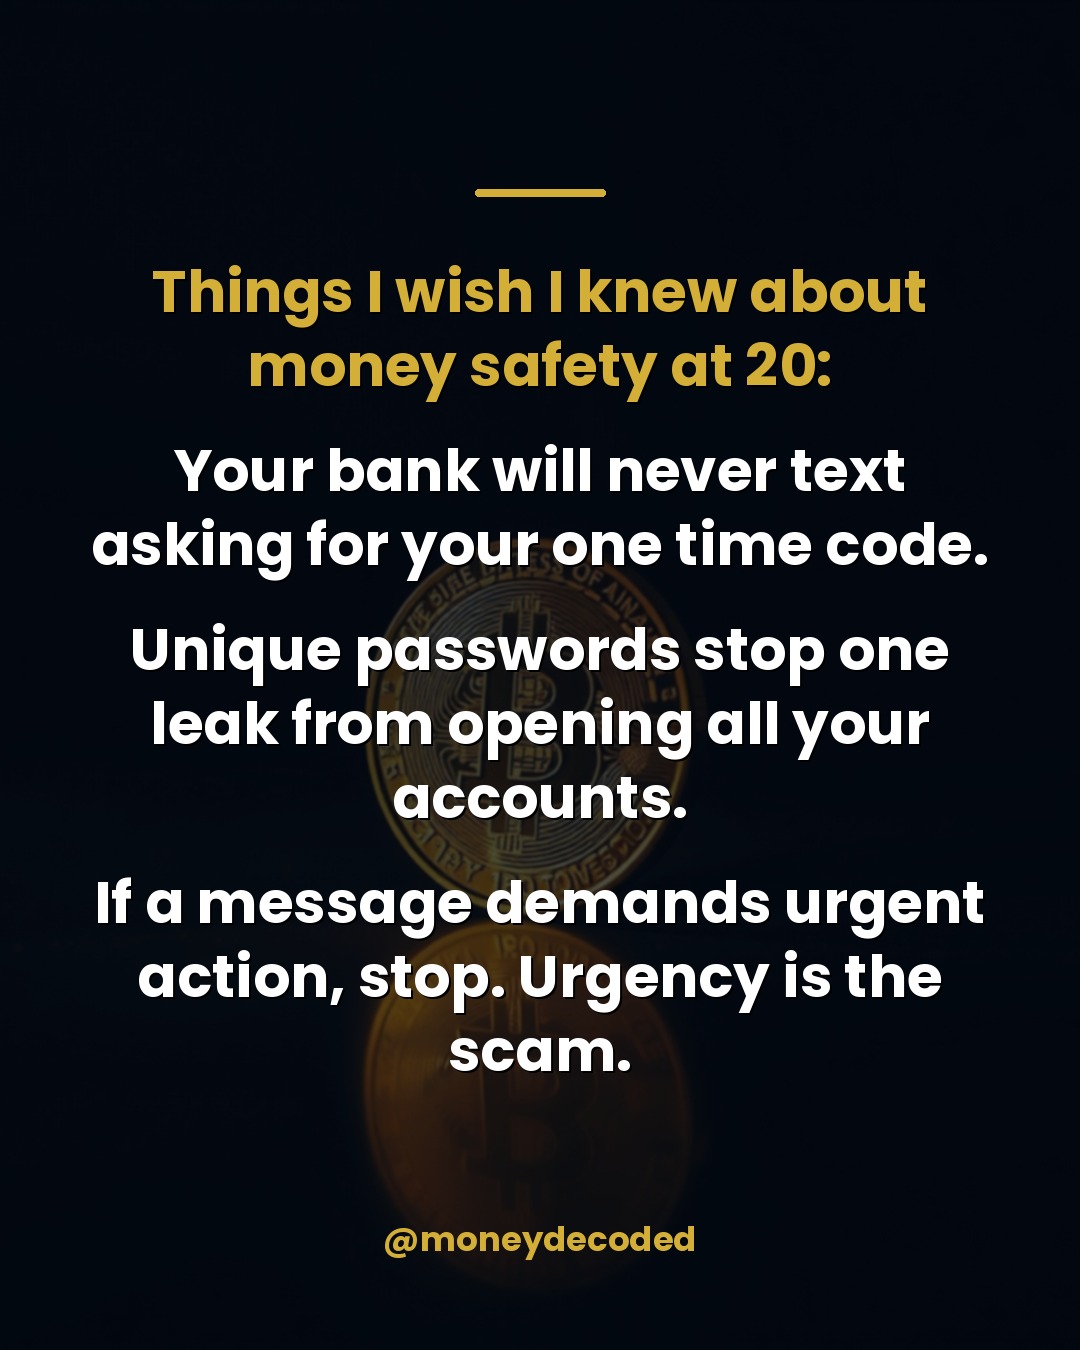 Things I wish I knew about
money safety at 20:
Your bank will never text
asking for your one time code.
Unique passwords stop one
leak from opening all your
accounts.
If a message demands urgent
action, stop. Urgency is the
scam.
@moneydecoded